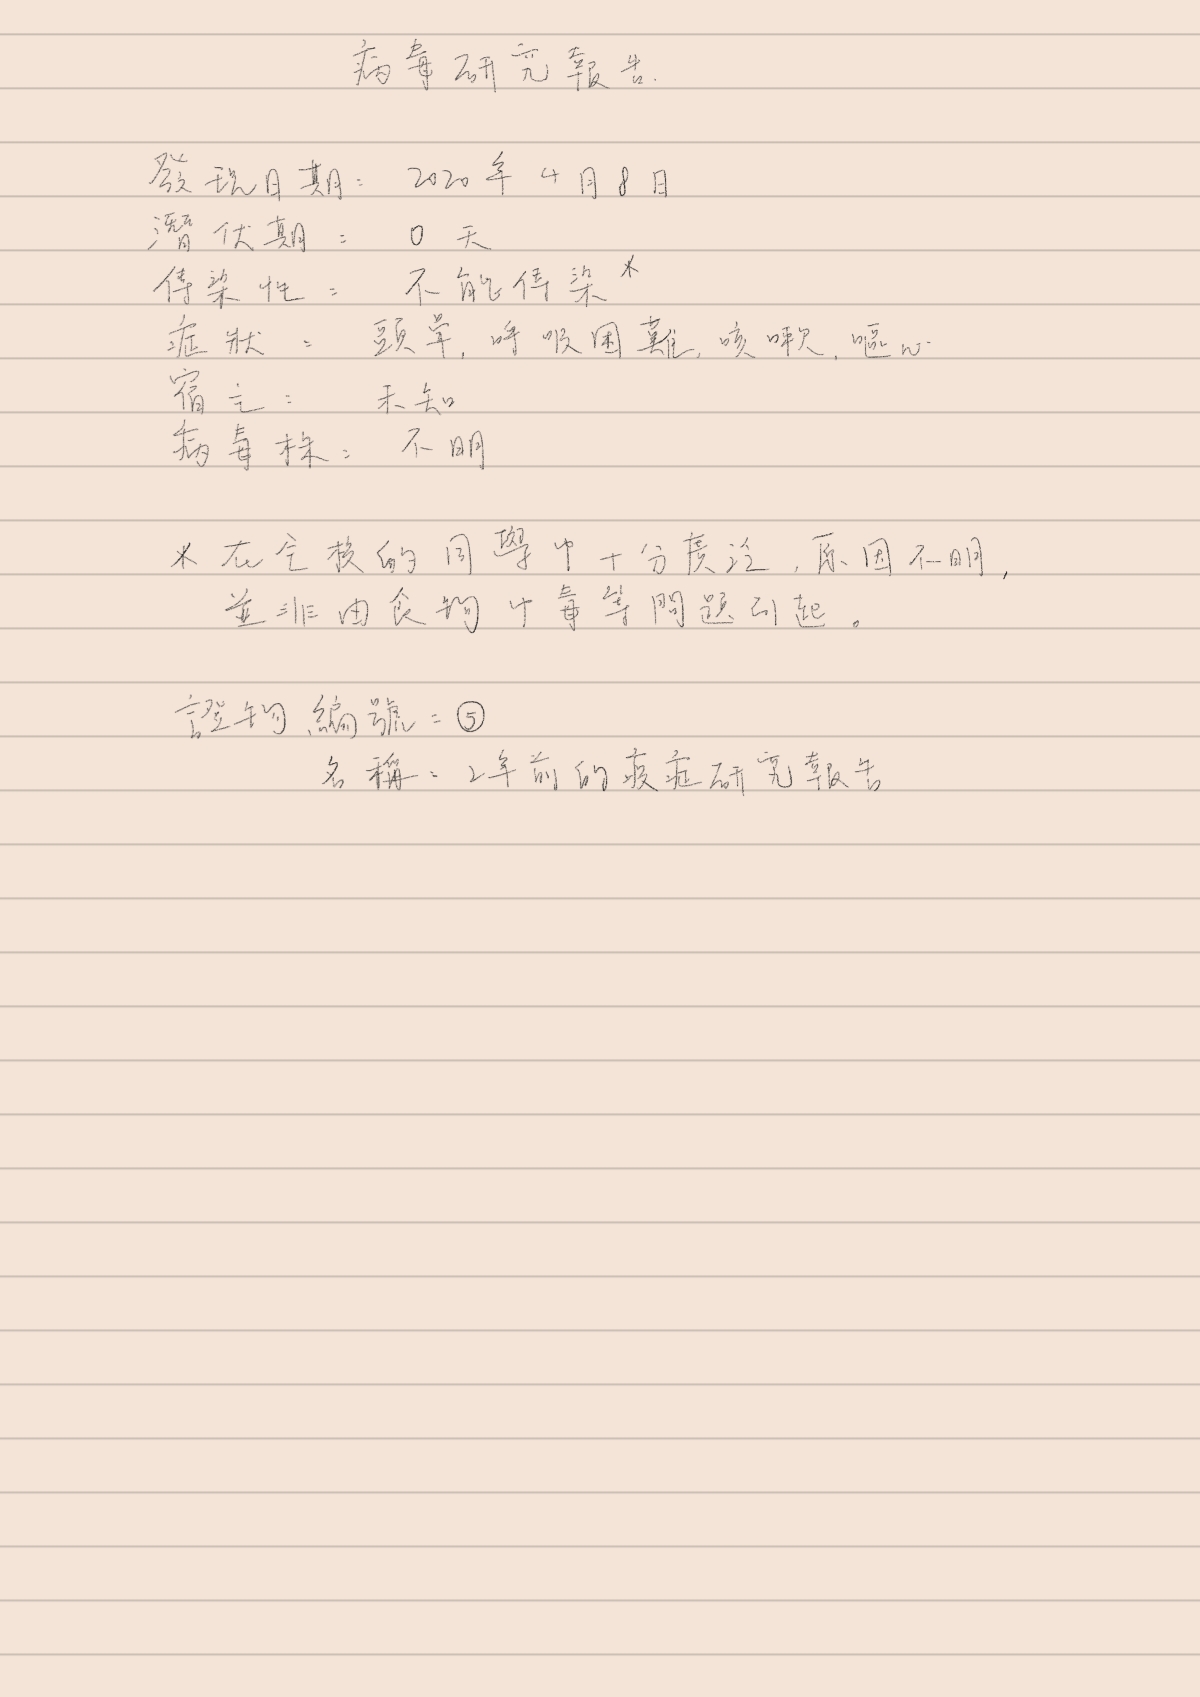 病毒研究報告.
發現日期: 2020年4月8日
潛伏期: 0天
傳染性: 不能傳染*
症狀: 頭暈,呼吸困難,咳嗽,嘔心
宿主: 未知
病毒株: 不明
* 在全校的同學中十分廣泛,原因不明,
並非由食物中毒等問題引起。
證物編號:⑤
名稱:2年前的疫症研究報告